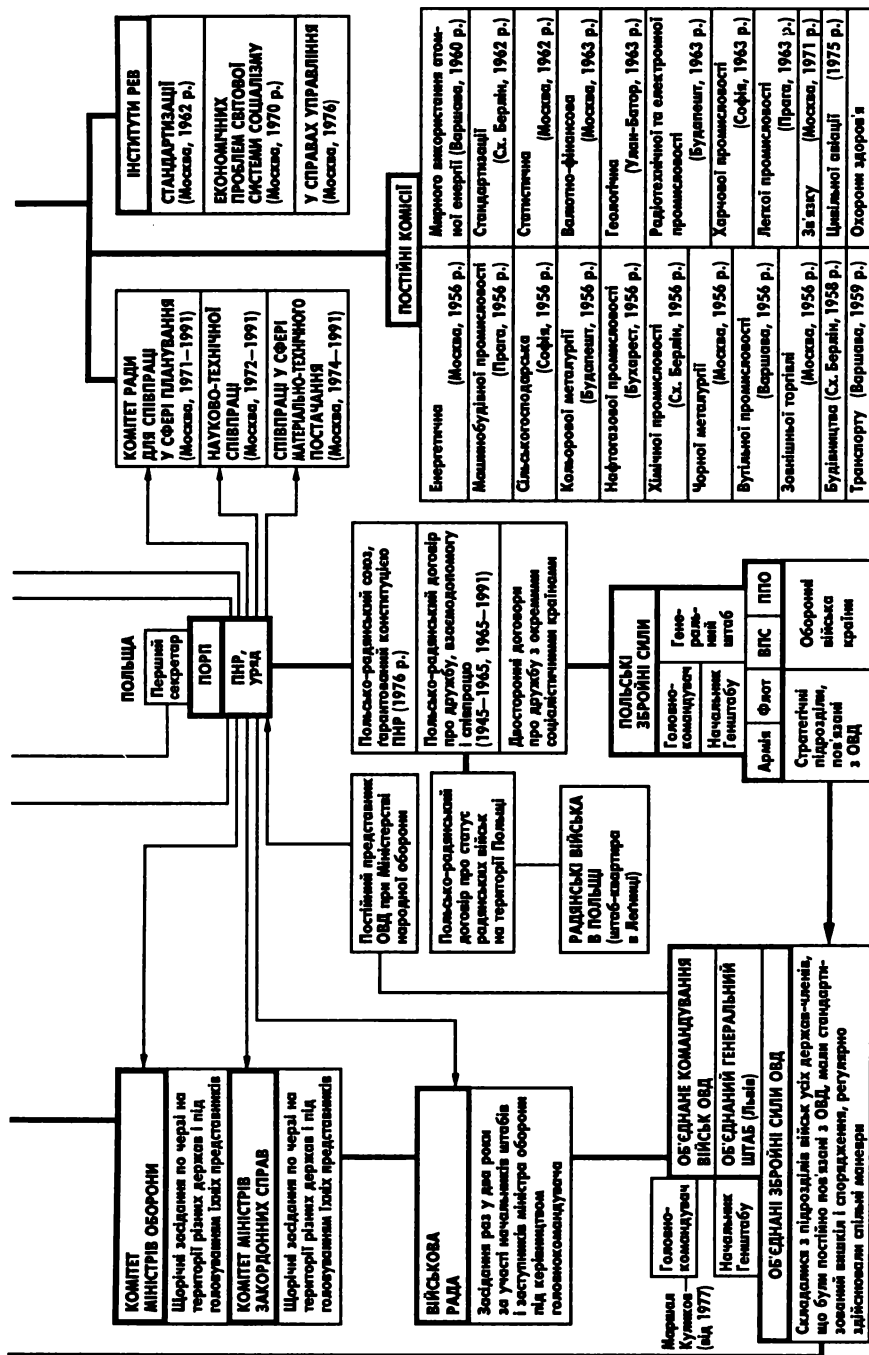 КОМІТЕТ
МІНІСТРІВ ОБОРОНИ
Щорічні засідання по черзі на
території різних держав і під
головуванням їхніх представників
КОМІТЕТ МІНІСТРІВ
ЗАКОРДОННИХ СПРАВ
Щорічні засідання по черзі на
території різних держав і під
головуванням їхніх представників
ВІЙСЬКОВА
РАДА
Засідання раз у два роки
за участі начальників штабів
і заступників міністра оборони
під керівництвом
головнокомандувача
Маршал
Куликов
(від 1977)
Головно-
командувач
Начальник
Генштабу
ОБ'ЄДНАНЕ КОМАНДУВАННЯ
ВІЙСЬК ОВД
ОБ'ЄДНАНИЙ ГЕНЕРАЛЬНИЙ
ШТАБ (Львів)
ОБ'ЄДНАНІ ЗБРОЙНІ СИЛИ ОВД
Складалися з підрозділів військ усіх держав-членів,
що були постійно пов'язані з ОВД, мали стандарти-
зований вишкіл і спорядження, регулярно
здійснювали спільні маневри
ПОЛЬЩА
Перший
секретар
ПОРП
ПНР,
уряд
Постійний представник
ОВД при Міністерстві
народної оборони
Польсько-радянський
договір про статус
радянських військ
на території Польщі
РАДЯНСЬКІ ВІЙСЬКА
В ПОЛЬЩІ
(штаб-квартира
в Легниці)
Польсько-радянський союз,
гарантований конституцією
ПНР (1976 р.)
Польсько-радянський договір
про дружбу, взаємодопомогу
і співпрацю
(1945–1965, 1965–1991)
Двосторонні договори
про дружбу з окремими
соціалістичними країнами
ПОЛЬСЬКІ
ЗБРОЙНІ СИЛИ
Головно-
командувач
Начальник
Генштабу
Гене-
раль-
ний
штаб
Армія
Флот
ВПС
ППО
Стратегічні
підрозділи,
пов'язані
з ОВД
Оборонні
війська
країни
КОМІТЕТ РАДИ
ДЛЯ СПІВПРАЦІ
У СФЕРІ ПЛАНУВАННЯ
(Москва, 1971–1991)
НАУКОВО-ТЕХНІЧНОЇ
СПІВПРАЦІ
(Москва, 1972–1991)
СПІВПРАЦІ У СФЕРІ
МАТЕРІАЛЬНО-ТЕХНІЧНОГО
ПОСТАЧАННЯ
(Москва, 1974–1991)
ІНСТИТУТИ РЕВ
СТАНДАРТИЗАЦІЇ
(Москва, 1962 р.)
ЕКОНОМІЧНИХ
ПРОБЛЕМ СВІТОВОЇ
СИСТЕМИ СОЦІАЛІЗМУ
(Москва, 1970 р.)
У СПРАВАХ УПРАВЛІННЯ
(Москва, 1976)
ПОСТІЙНІ КОМІСІЇ
Енергетична
(Москва, 1956 р.)
Машинобудівної промисловості
(Прага, 1956 р.)
Сільськогосподарська
(Софія, 1956 р.)
Кольорової металургії
(Будапешт, 1956 р.)
Нафтогазової промисловості
(Бухарест, 1956 р.)
Хімічної промисловості
(Сх. Берлін, 1956 р.)
Чорної металургії
(Москва, 1956 р.)
Вугільної промисловості
(Варшава, 1956 р.)
Зовнішньої торгівлі
(Москва, 1956 р.)
Будівництва (Сх. Берлін, 1958 р.)
Транспорту (Варшава, 1959 р.)
Мирного використання атом-
ної енергії (Варшава, 1960 р.)
Стандартизації
(Сх. Берлін, 1962 р.)
Статистична
(Москва, 1962 р.)
Валютно-фінансова
(Москва, 1963 р.)
Геологічна
(Улан-Батор, 1963 р.)
Радіотехнічної та електронної
промисловості
(Будапешт, 1963 р.)
Харчової промисловості
(Софія, 1963 р.)
Легкої промисловості
(Прага, 1963 р.)
Зв'язку (Москва, 1971 р.)
Цивільної авіації (1975 р.)
Охорони здоров'я